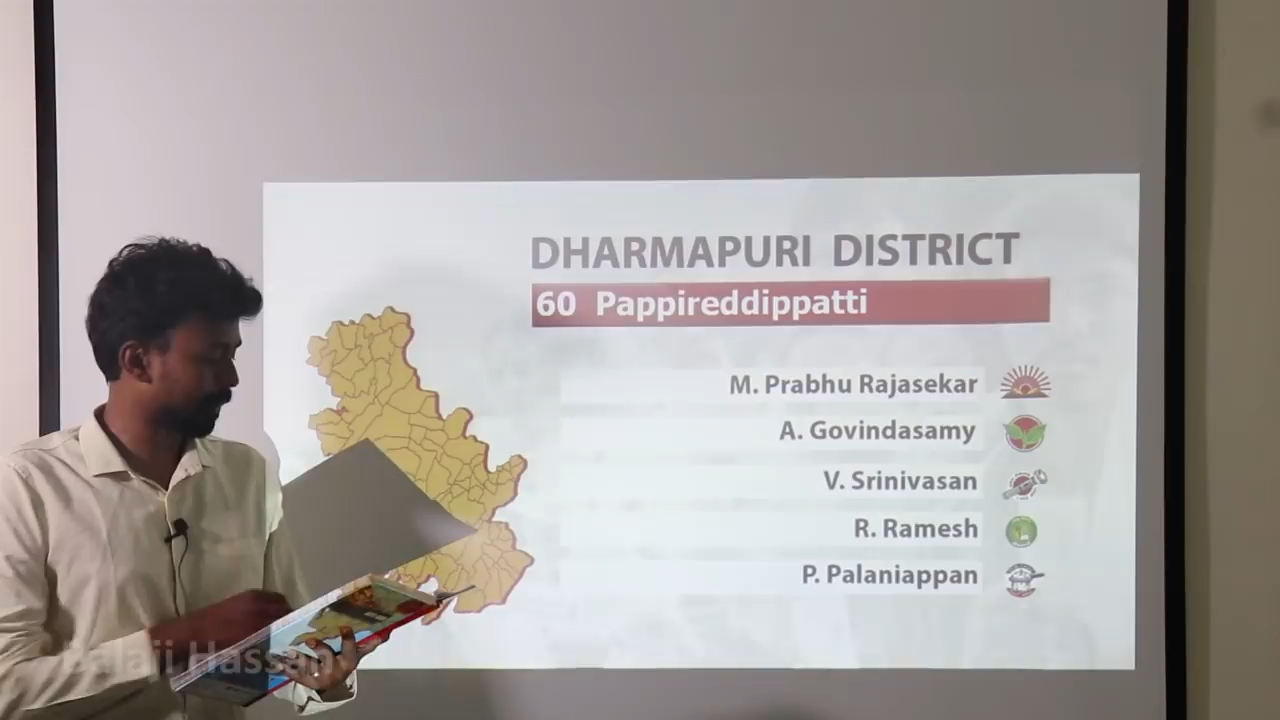 DHARMAPURI DISTRICT
60 Pappireddippatti
M. Prabhu Rajasekar
A. Govindasamy
V. Srinivasan
R. Ramesh
P. Palaniappan
Balaji Hassan